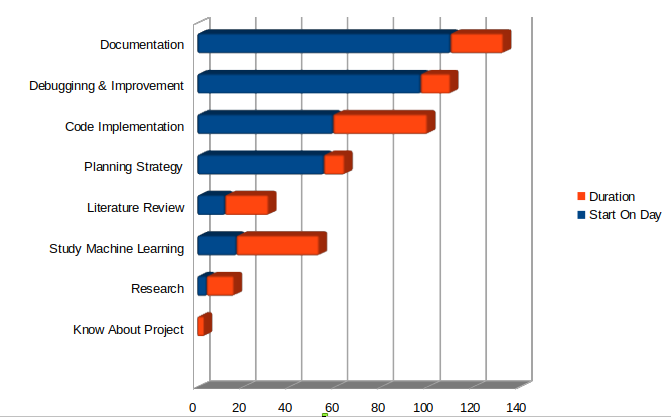 Documentation
Debugginng & Improvement
Code Implementation
Planning Strategy
Literature Review
Study Machine Learning
Research
Know About Project
Duration
Start On Day
0 20 40 60 80 100 120 140